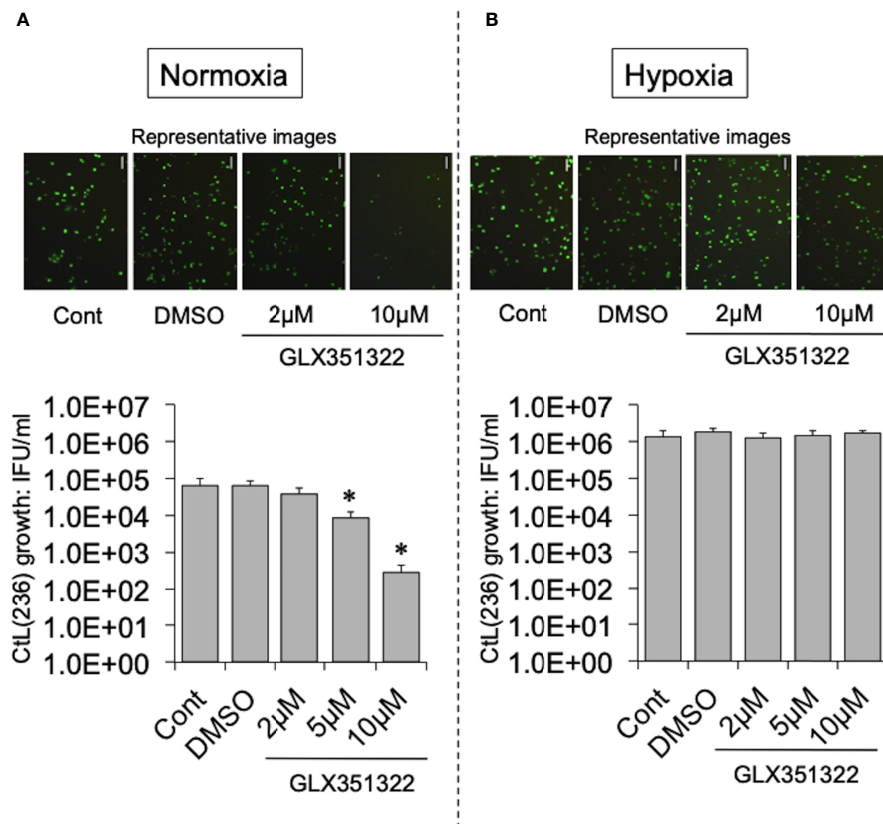 A
Normoxia
Representative images
Cont DMSO 2µM 10µM
GLX351322
CtL(236) growth: IFU/ml
1.0E+07
1.0E+06
1.0E+05
1.0E+04
1.0E+03
1.0E+02
1.0E+01
1.0E+00
*
*
Cont DMSO 2µM 5µM 10µM
GLX351322
B
Hypoxia
Representative images
Cont DMSO 2µM 10µM
GLX351322
CtL(236) growth: IFU/ml
1.0E+07
1.0E+06
1.0E+05
1.0E+04
1.0E+03
1.0E+02
1.0E+01
1.0E+00
Cont DMSO 2µM 5µM 10µM
GLX351322